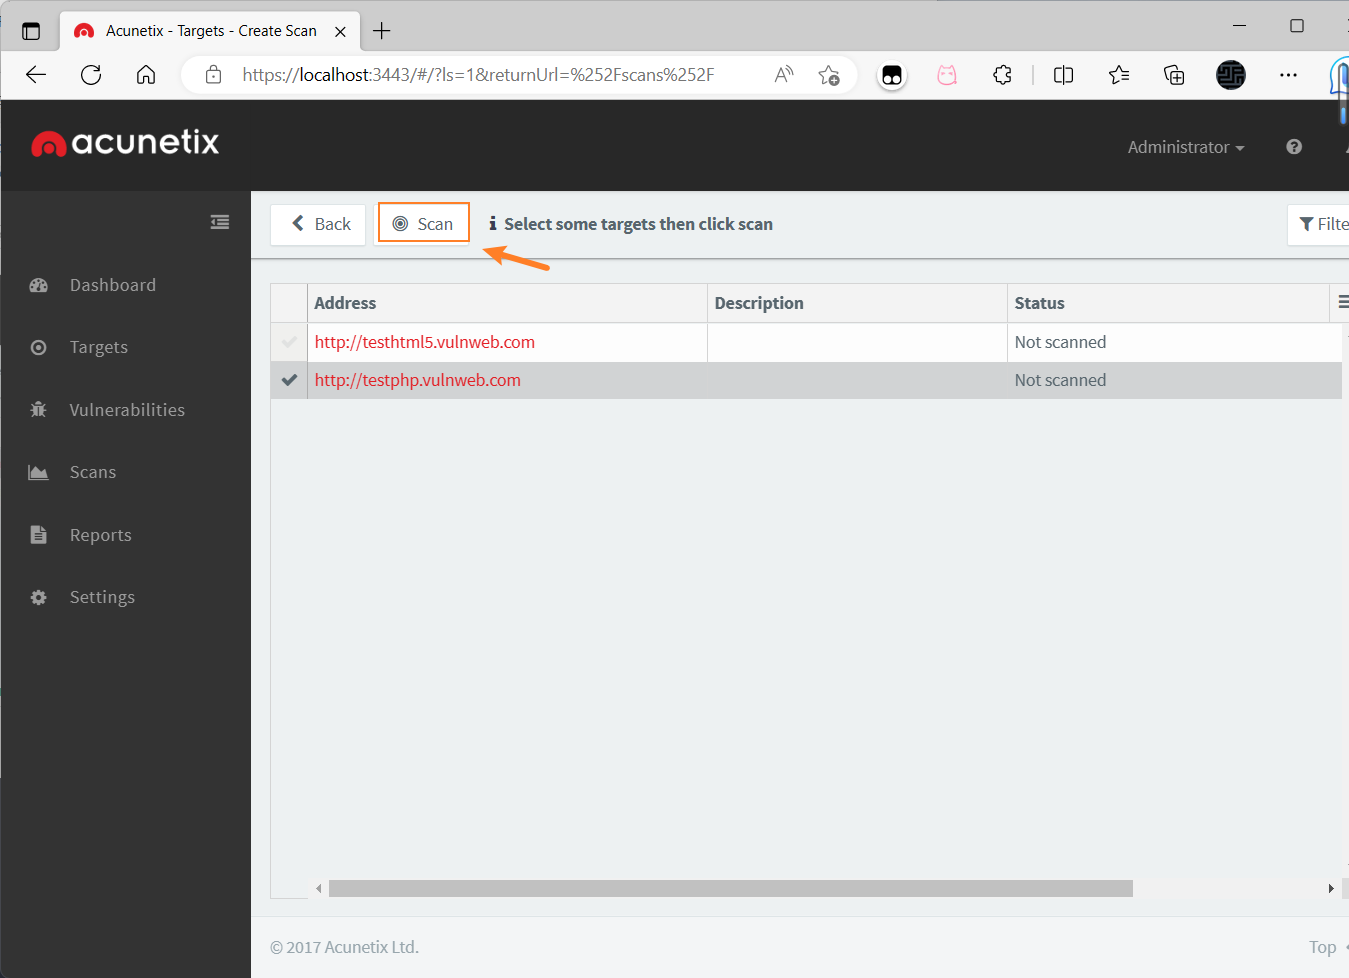 Acunetix - Targets - Create Scan
https://localhost:3443/#/?ls=1&returnUrl=%252Fscans%252F
acunetix
Administrator
Back
Scan
Select some targets then click scan
Filte
Dashboard
Targets
Vulnerabilities
Scans
Reports
Settings
Address Description Status
http://testhtml5.vulnweb.com Not scanned
http://testphp.vulnweb.com Not scanned
© 2017 Acunetix Ltd.
Top